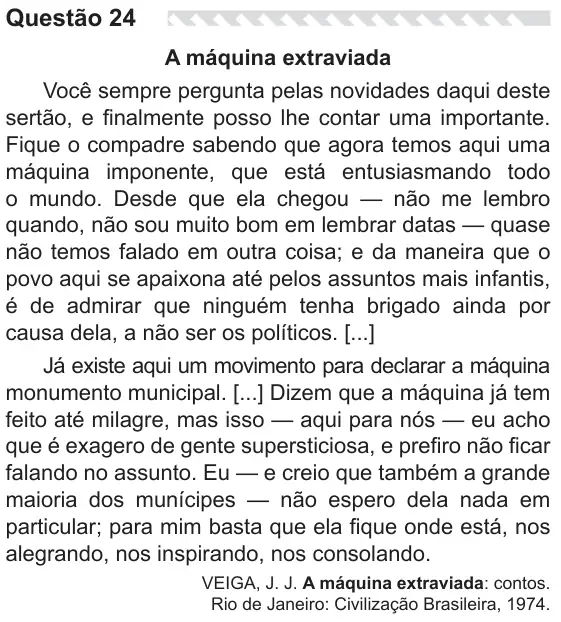 Questão 24
A máquina extraviada
Você sempre pergunta pelas novidades daqui deste
sertão, e finalmente posso lhe contar uma importante.
Fique o compadre sabendo que agora temos aqui uma
máquina imponente, que está entusiasmando todo
o mundo. Desde que ela chegou — não me lembro
quando, não sou muito bom em lembrar datas — quase
não temos falado em outra coisa; e da maneira que o
povo aqui se apaixona até pelos assuntos mais infantis,
é de admirar que ninguém tenha brigado ainda por
causa dela, a não ser os políticos. [...]
Já existe aqui um movimento para declarar a máquina
monumento municipal. [...] Dizem que a máquina já tem
feito até milagre, mas isso — aqui para nós — eu acho
que é exagero de gente supersticiosa, e prefiro não ficar
falando no assunto. Eu — e creio que também a grande
maioria dos munícipes — não espero dela nada em
particular; para mim basta que ela fique onde está, nos
alegrando, nos inspirando, nos consolando.
VEIGA, J. J. A máquina extraviada: contos.
Rio de Janeiro: Civilização Brasileira, 1974.